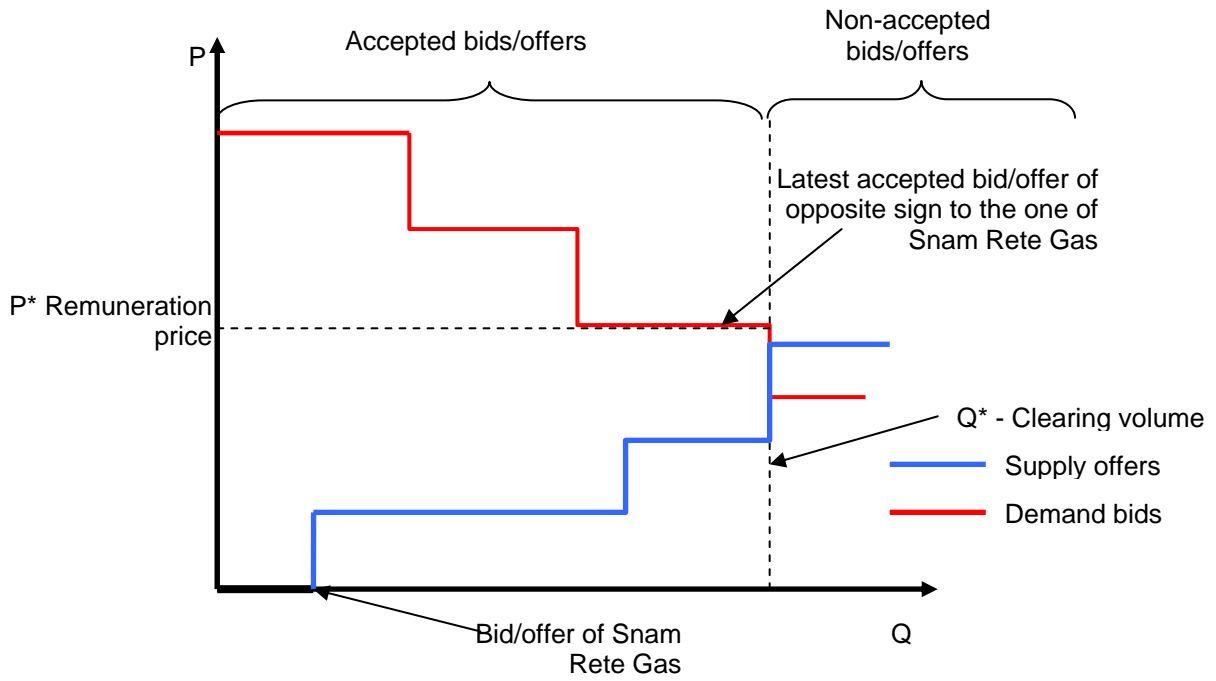 Accepted bids/offers
Non-accepted
bids/offers
P
Latest accepted bid/offer of
opposite sign to the one of
Snam Rete Gas
P* Remuneration
price
Q* - Clearing volume
Supply offers
Demand bids
Bid/offer of Snam
Rete Gas
Q